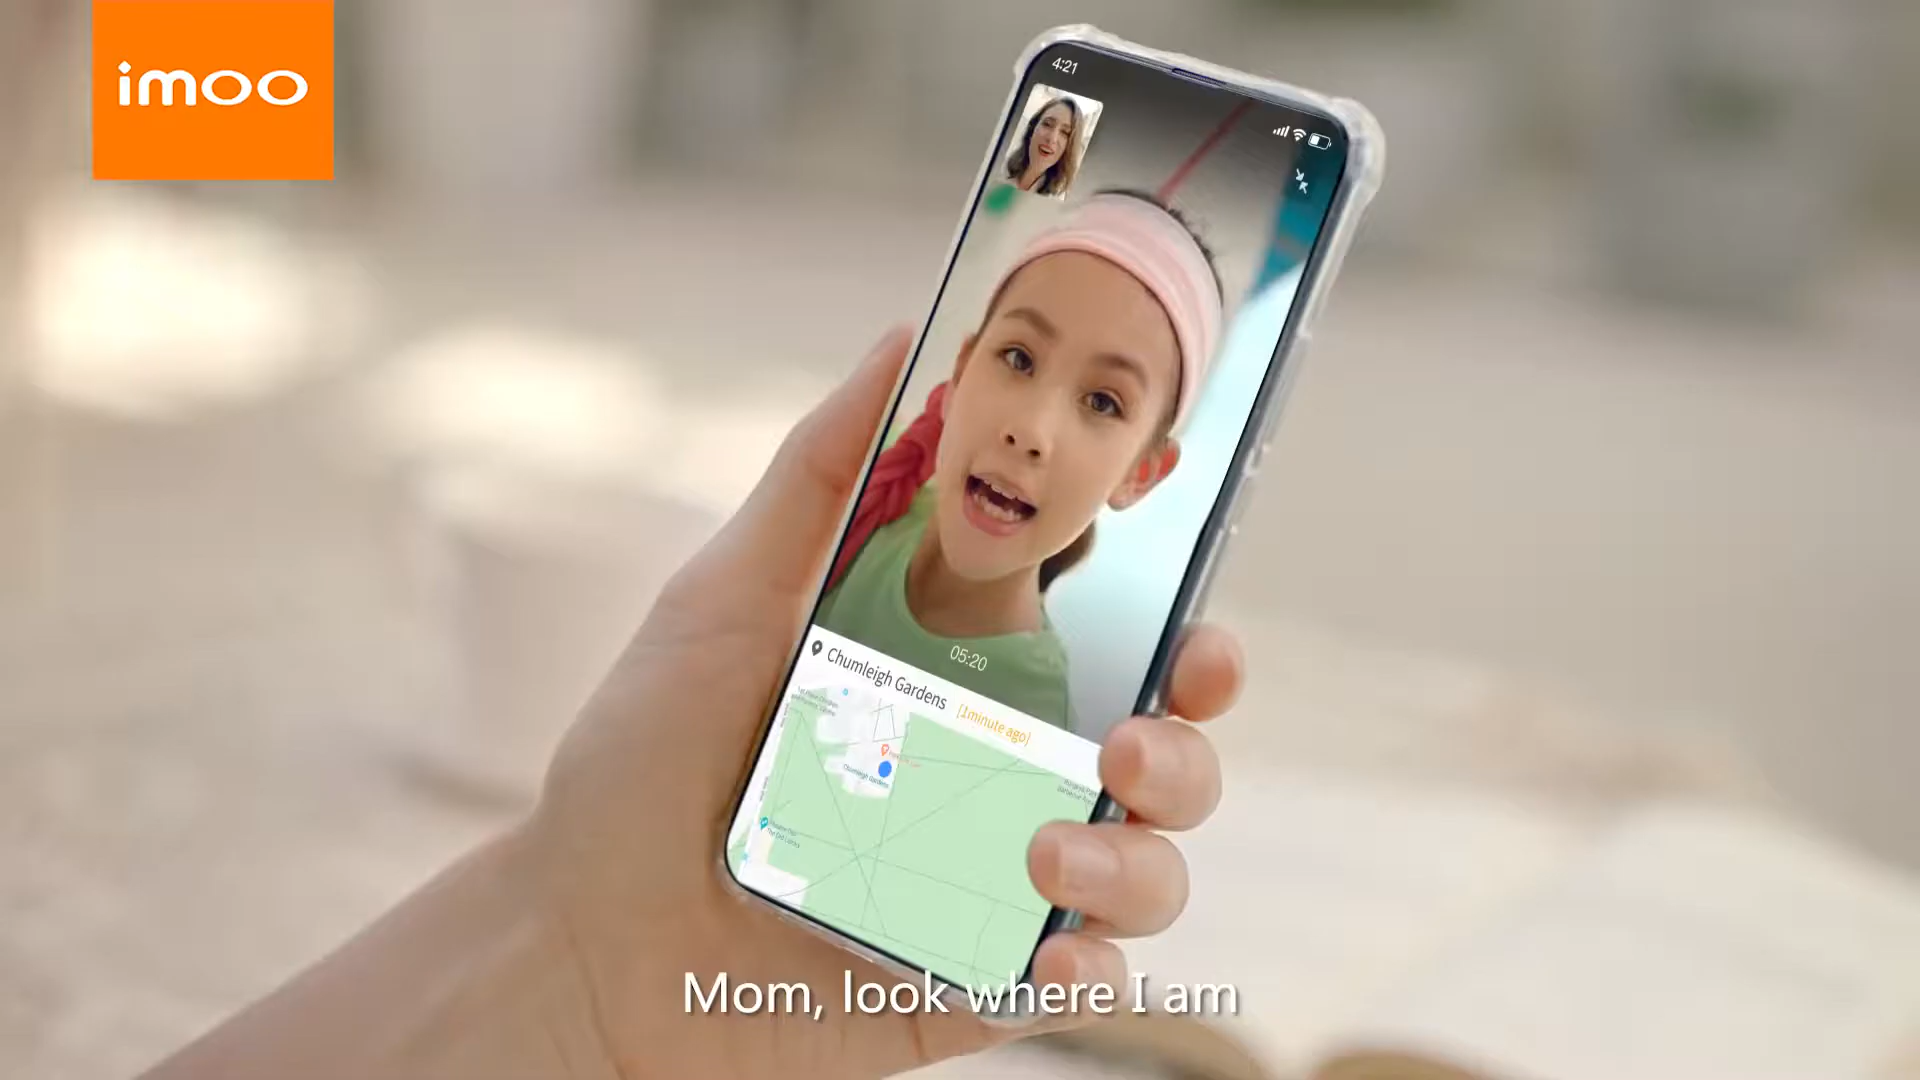 imoo
4:21
05:20
Chumleigh Gardens
[1minute ago]
Chumleigh Gardens
Mom, look where I am